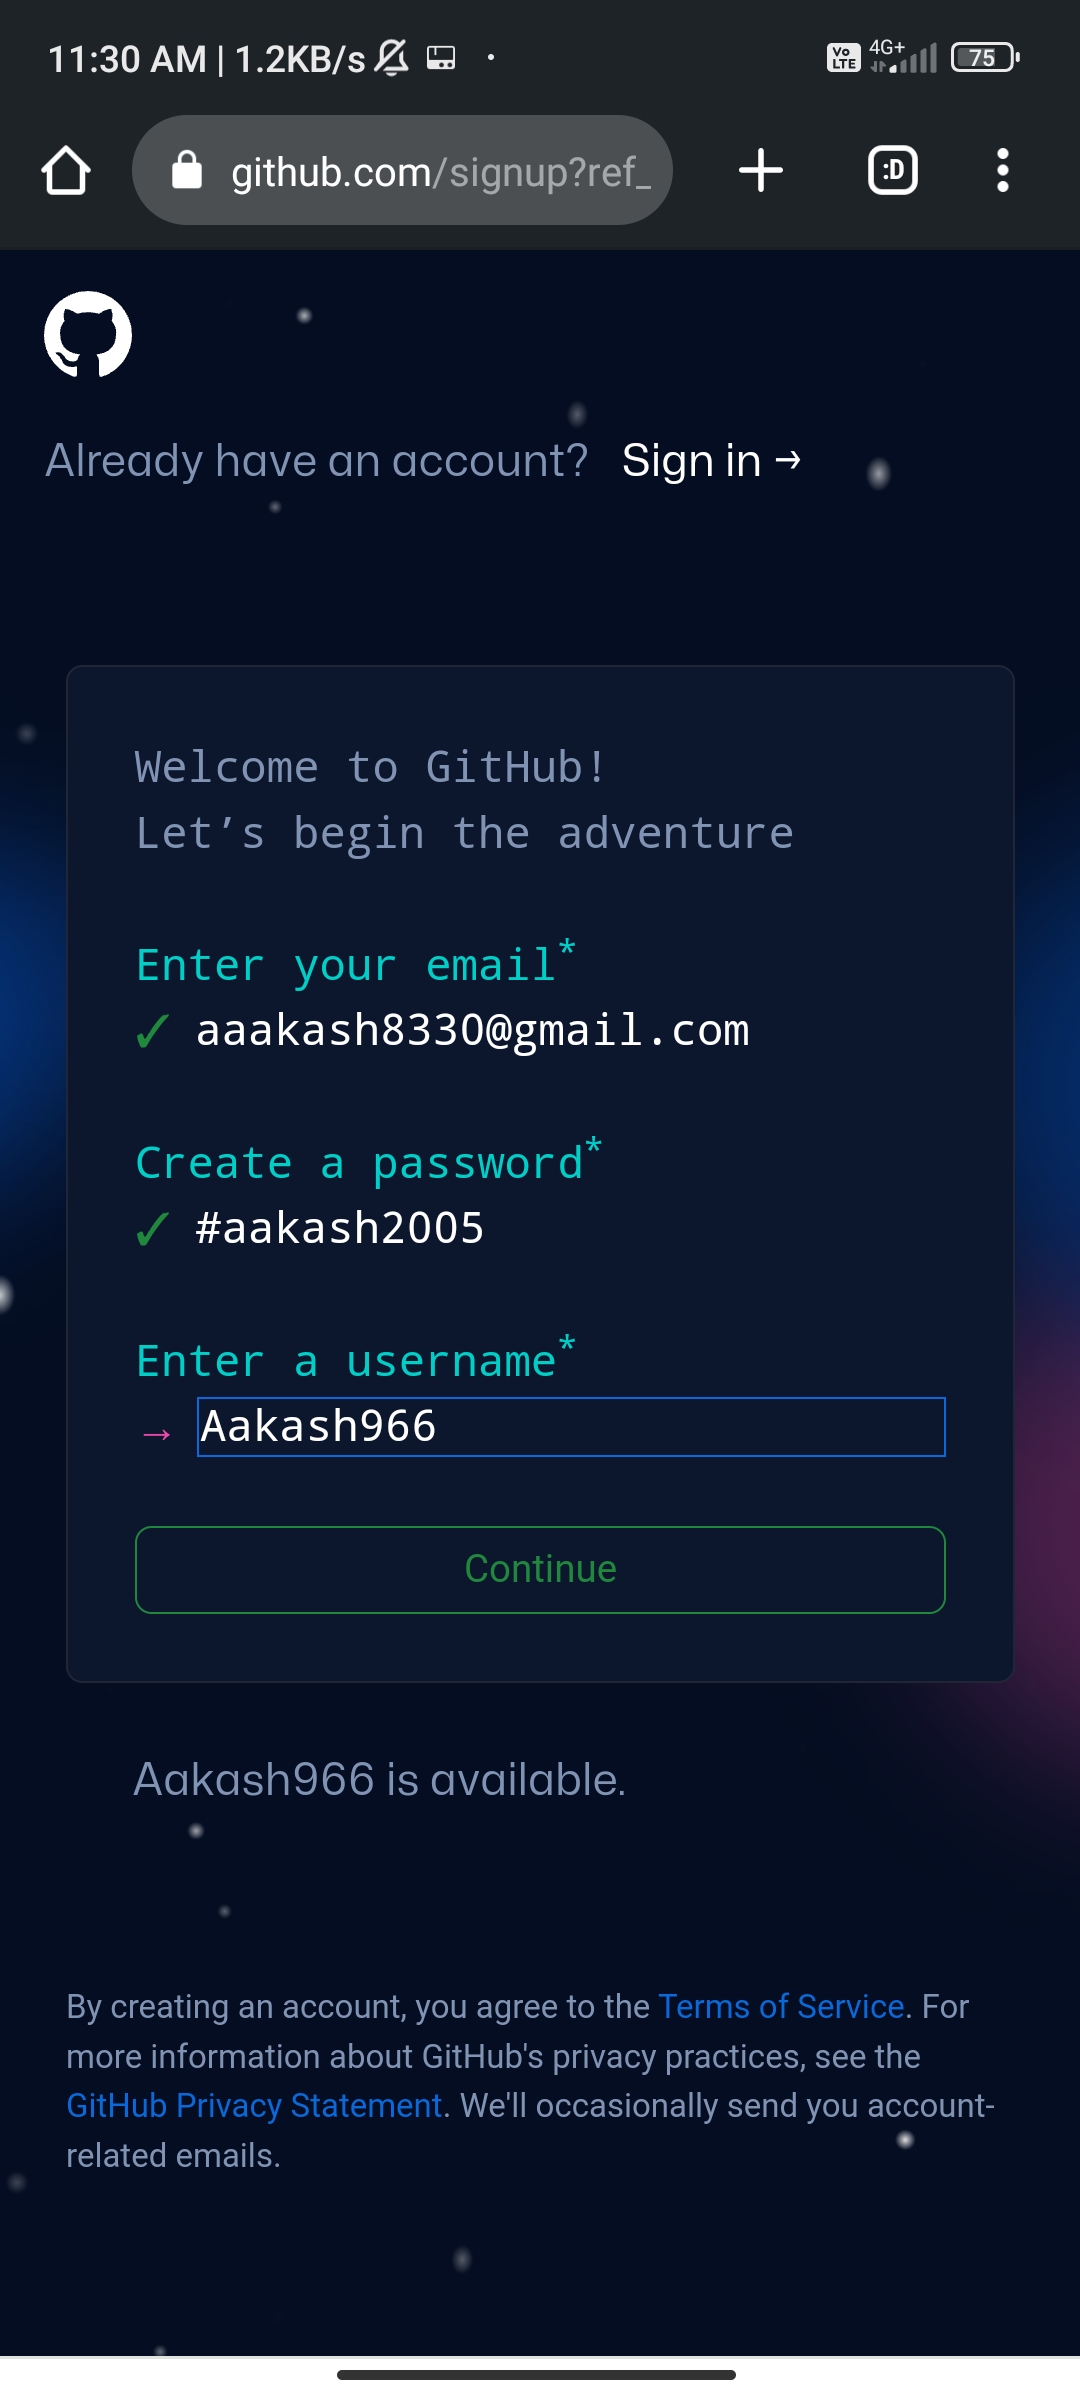 11:30 AM | 1.2KB/s
Vo LTE 4G+ 75
github.com/signup?ref_
:D
Already have an account? Sign in →
Welcome to GitHub!
Let’s begin the adventure
Enter your email*
✓ aaakash8330@gmail.com
Create a password*
✓ #aakash2005
Enter a username*
→ Aakash966
Continue
Aakash966 is available.
By creating an account, you agree to the Terms of Service. For
more information about GitHub's privacy practices, see the
GitHub Privacy Statement. We'll occasionally send you account-
related emails.